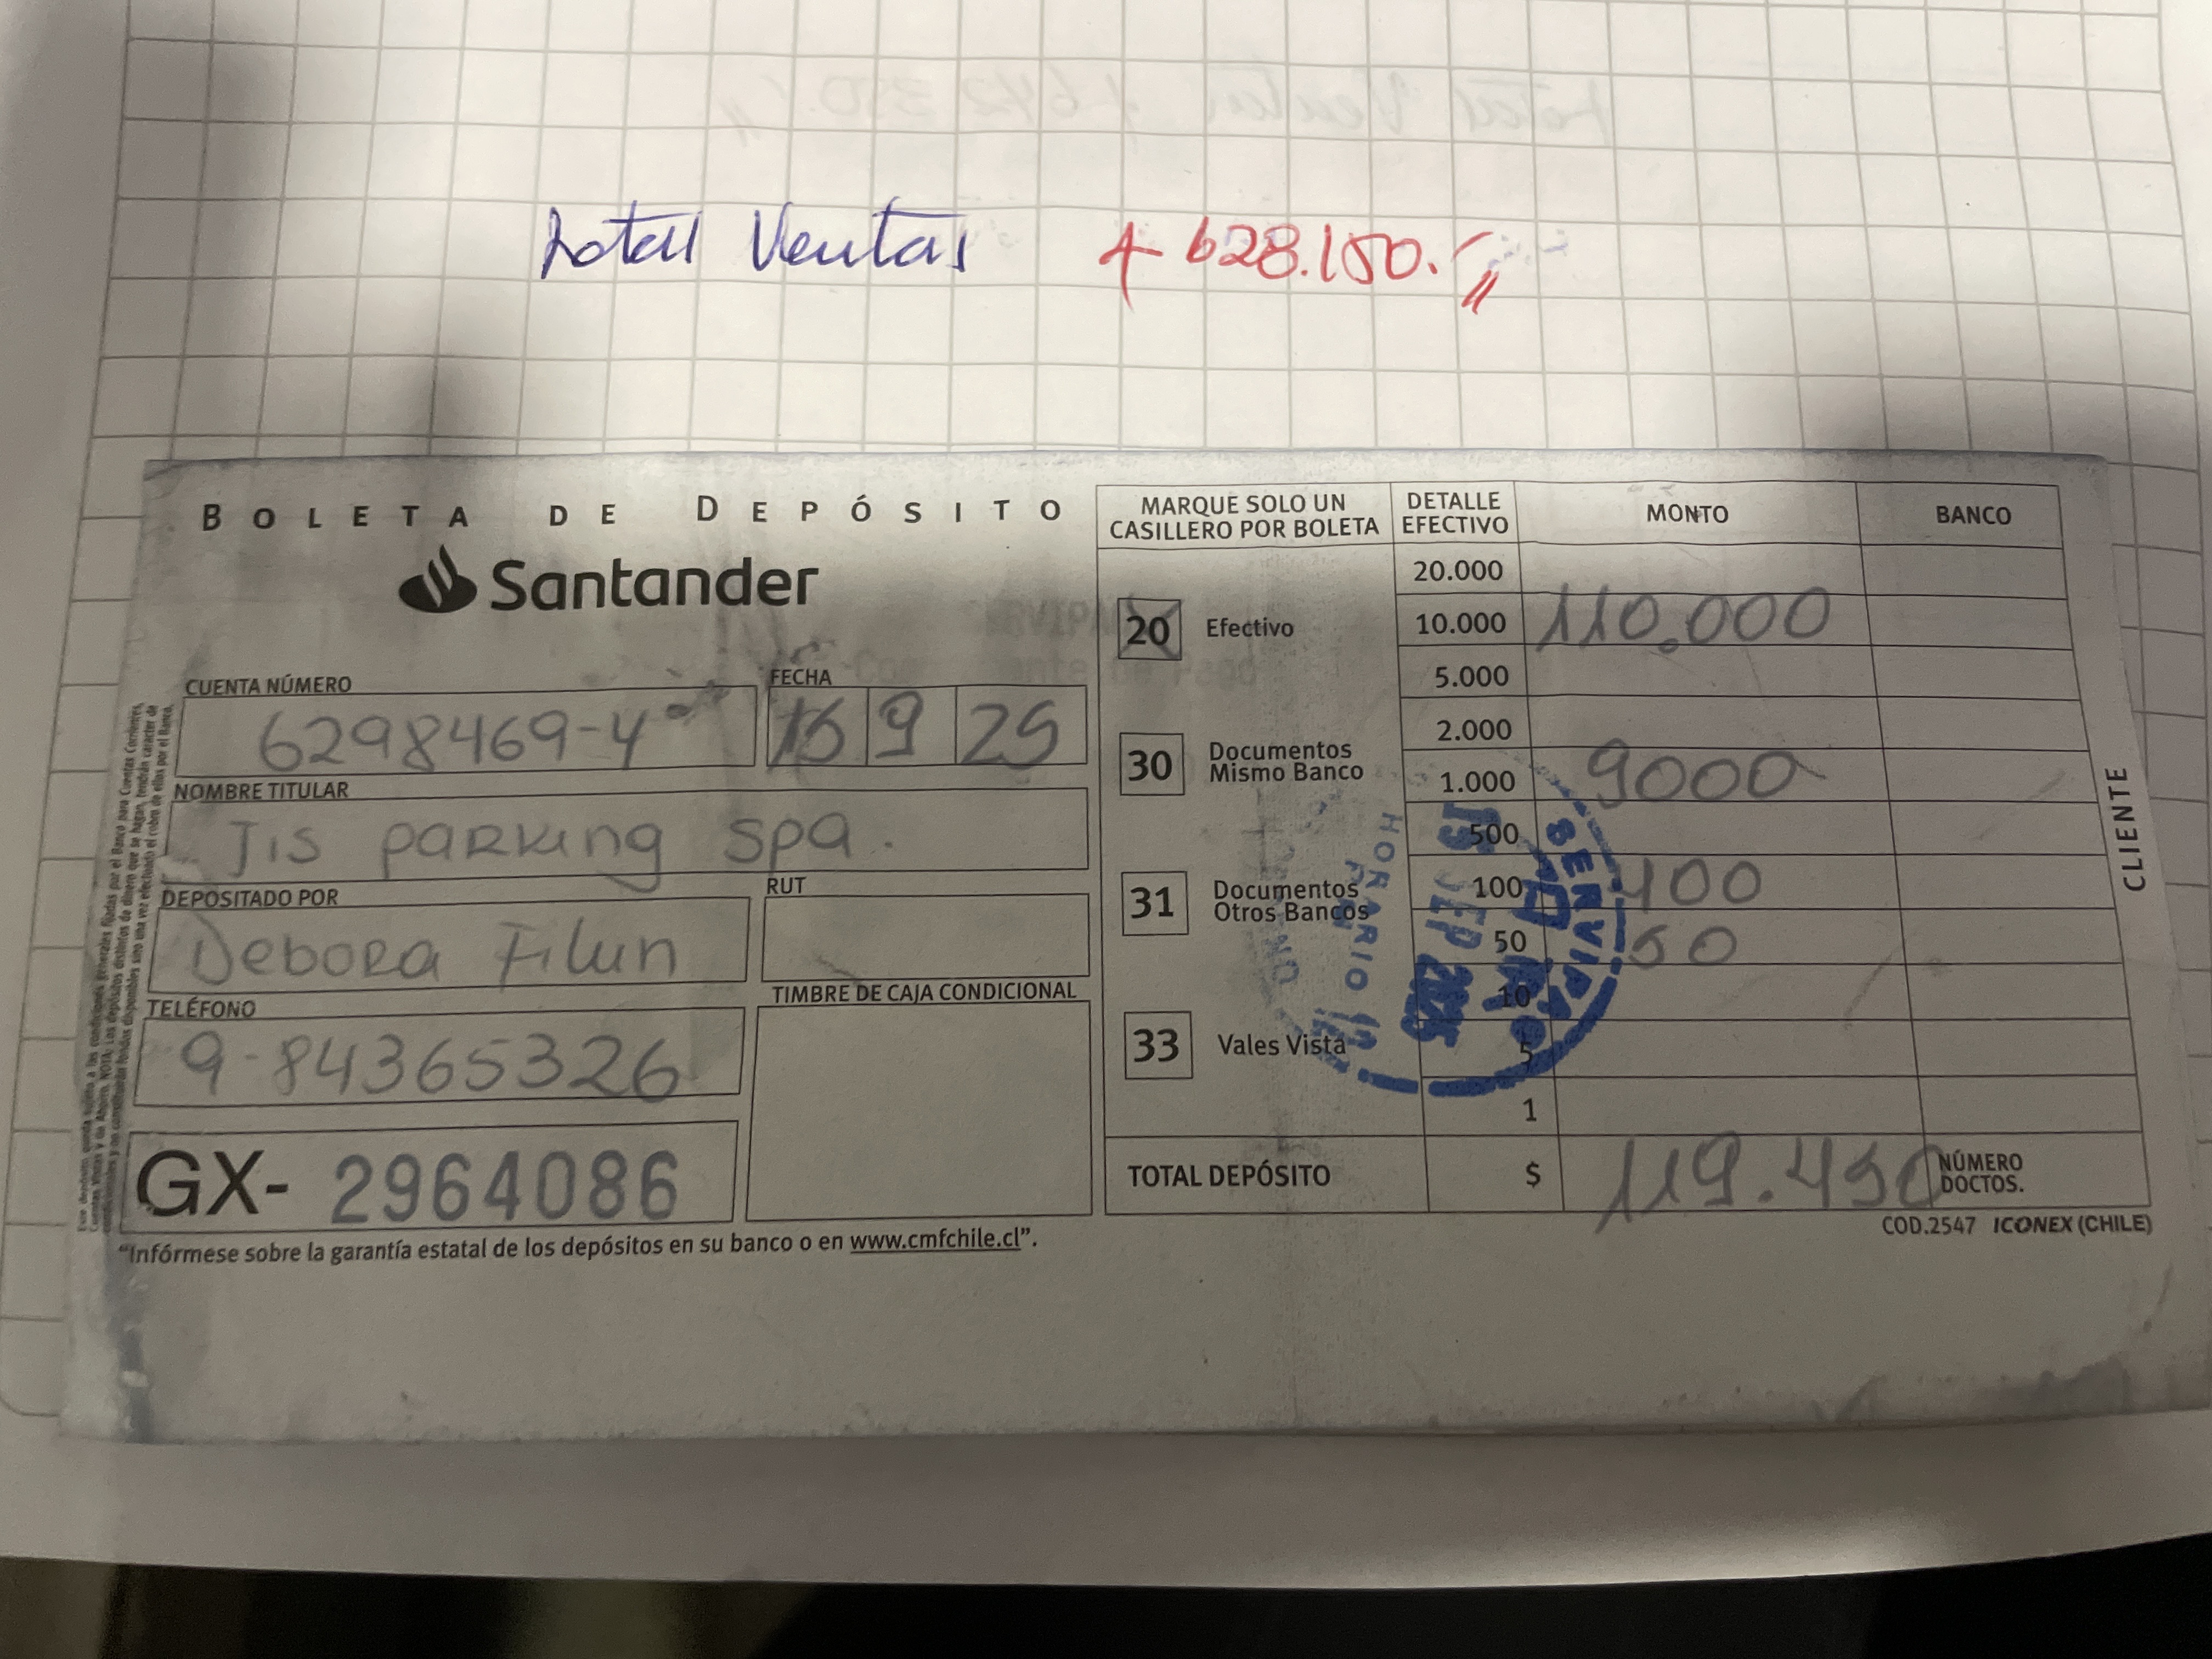 total Ventas $ 628.150.-
BOLETA DE DEPÓSITO
Santander
CUENTA NÚMERO
6298469-4
FECHA
15 9 25
NOMBRE TITULAR
Jis parking spa.
DEPOSITADO POR
Debora Filun
RUT
TELÉFONO
9-84365326
TIMBRE DE CAJA CONDICIONAL
GX- 2964086
"Infórmese sobre la garantía estatal de los depósitos en su banco o en www.cmfchile.cl".
MARQUE SOLO UN
CASILLERO POR BOLETA
20 Efectivo
30 Documentos
Mismo Banco
31 Documentos
Otros Bancos
33 Vales Vista
DETALLE
EFECTIVO
MONTO
BANCO
20.000
10.000 110.000
5.000
2.000
1.000 9000
500
100 400
50 50
10
5
1
TOTAL DEPÓSITO $ 119.450
NÚMERO
DOCTOS.
CLIENTE
SERVIPAG
SEP 2025
HORARIO
COD.2547 ICONEX (CHILE)